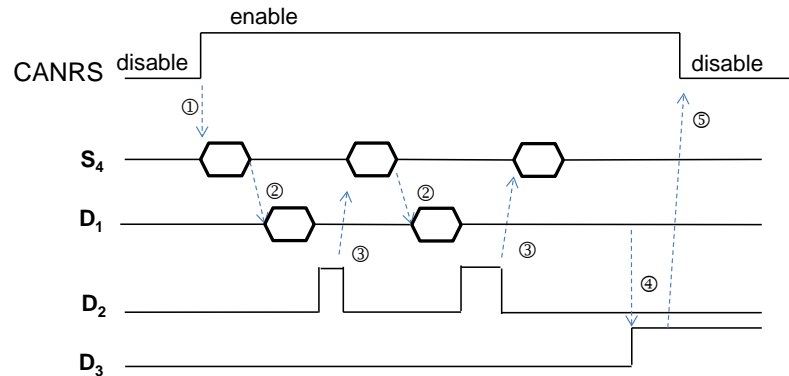 enable
CANRS disable disable
①
⑤
S₄
② ②
D₁
③ ③
④
D₂
D₃